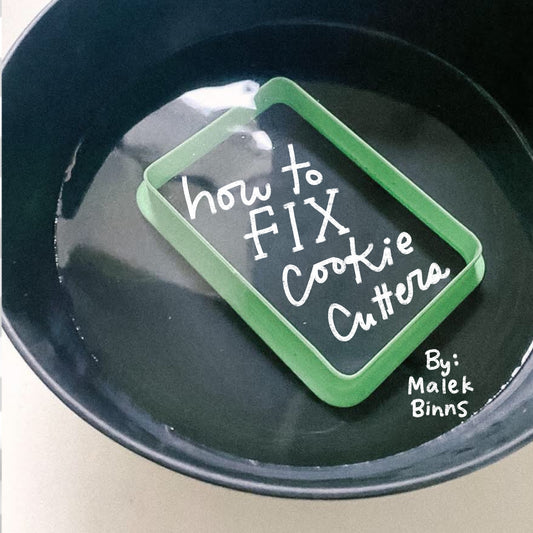 how to
FIX
Cookie
Cutters
By:
Malek
Binns